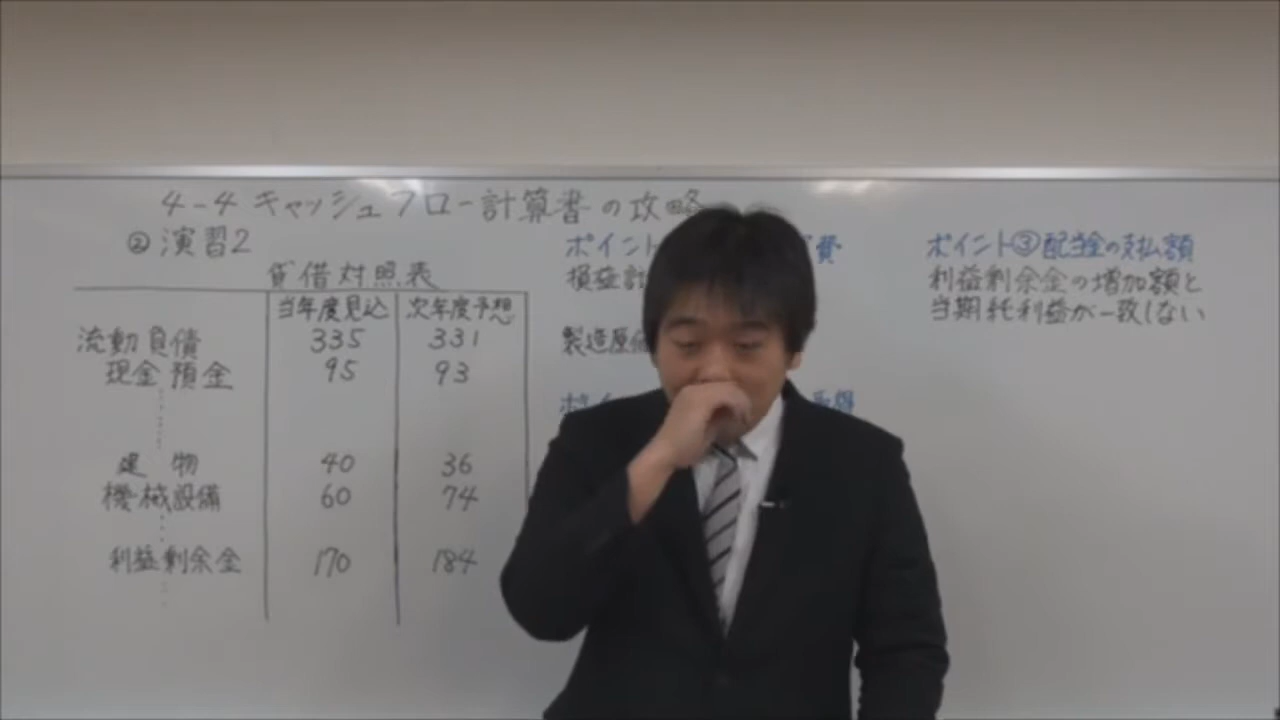 4-4 キャッシュフロー計算書の攻略
② 演習2
貸借対照表
当年度見込 次年度予想
流動負債 335 331
現金預金 95 93
建物 40 36
機械設備 60 74
利益剰余金 170 184
ポイント 費
損益計
製造原価
取得
ポイント③配当金の支払額
利益剰余金の増加額と
当期純利益が一致しない